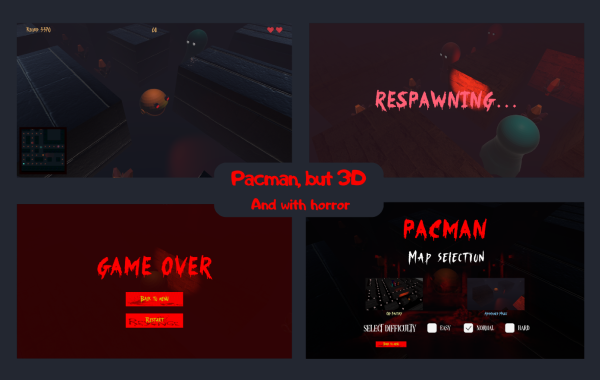 RESPAWNING...
Pacman, but 3D
And with horror
GAME OVER
Back to menu
Restart
PACMAN
Map selection
SELECT DIFFICULTY
EASY
NORMAL
HARD